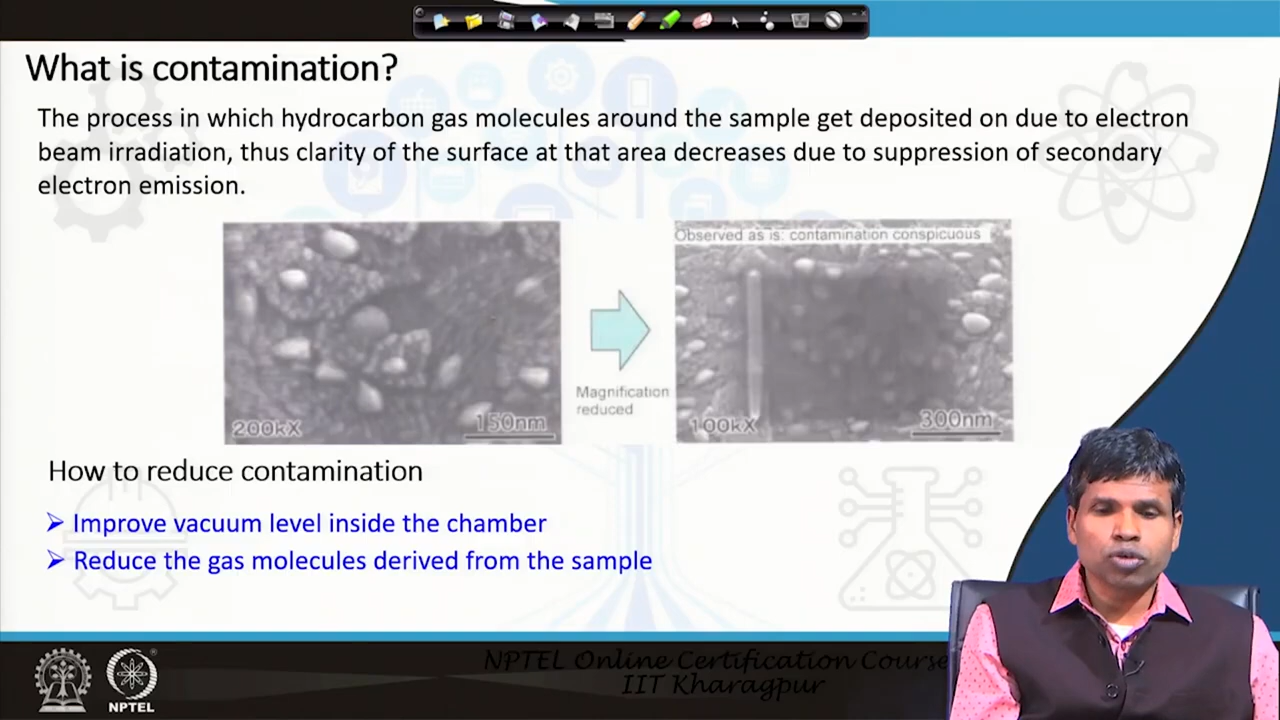 What is contamination?
The process in which hydrocarbon gas molecules around the sample get deposited on due to electron
beam irradiation, thus clarity of the surface at that area decreases due to suppression of secondary
electron emission.
Observed as is: contamination conspicuous
Magnification
reduced
200kX
150nm
100kX
300nm
How to reduce contamination
Improve vacuum level inside the chamber
Reduce the gas molecules derived from the sample
NPTEL
NPTEL Online Certification Course
IIT Kharagpur